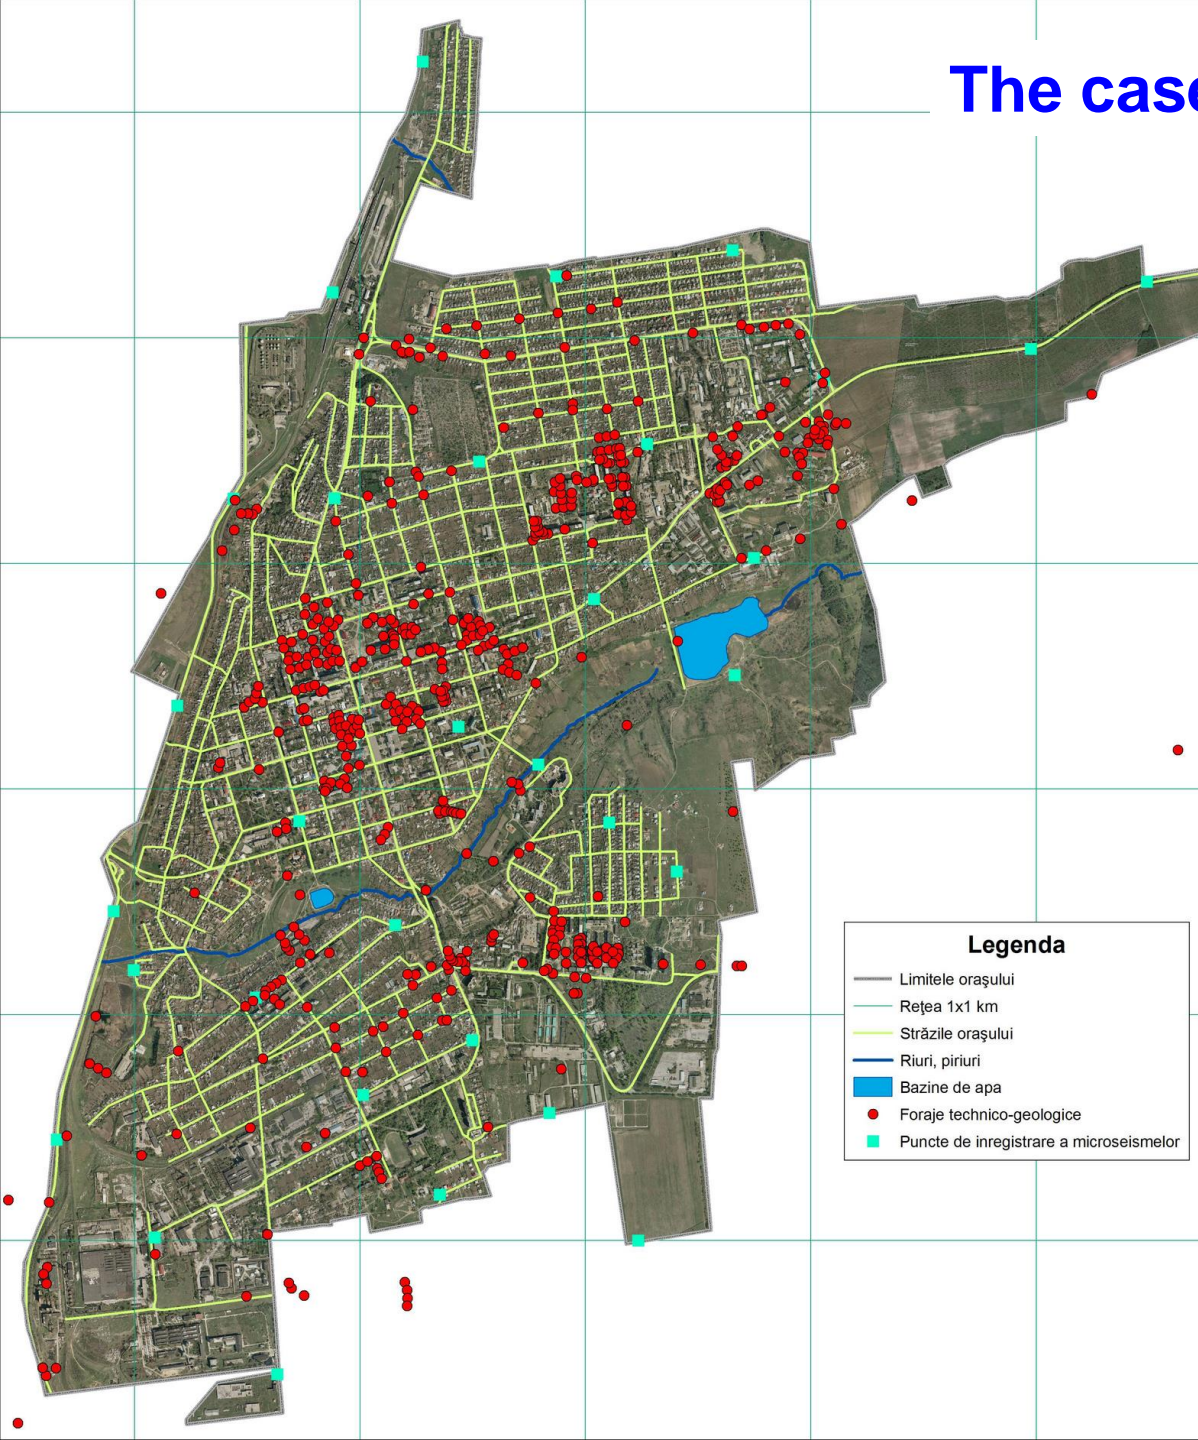 The case
Legenda
Limitele oraşului
Reţea 1x1 km
Străzile oraşului
Riuri, piriuri
Bazine de apa
Foraje technico-geologice
Puncte de inregistrare a microseismelor